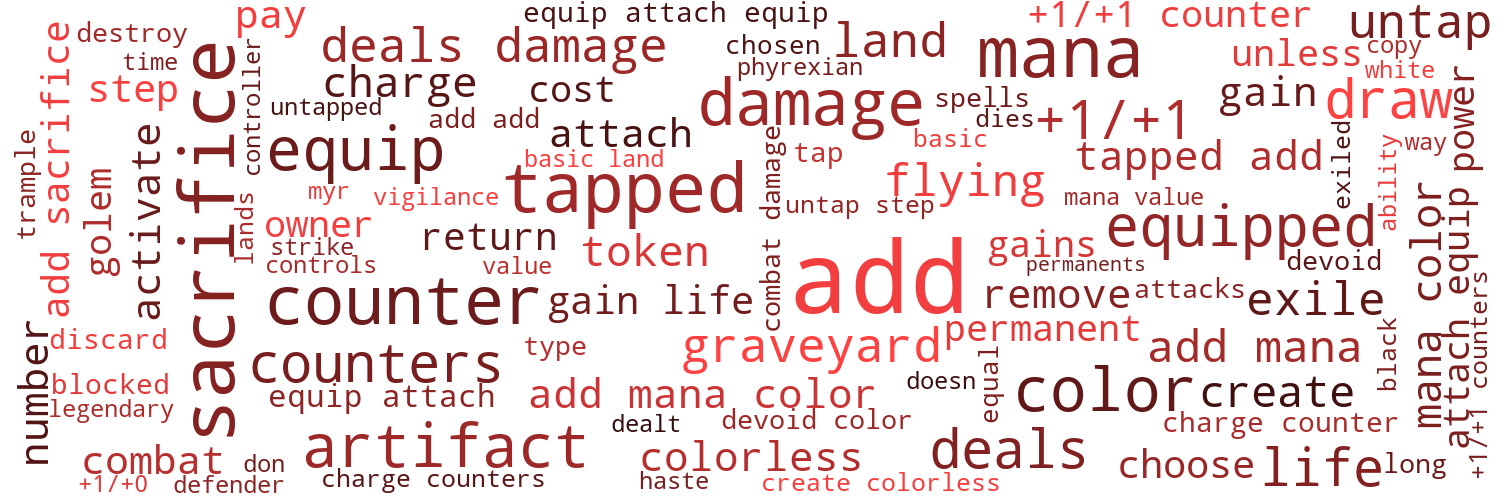 pay
equip attach equip
+1/+1 counter
untap
destroy
time
deals damage
chosen
land
mana
unless
copy
white
step
charge
phyrexian
cost
damage
spells
gain
draw
power
add sacrifice
sacrifice
controller
untapped
add add
attach
dies
+1/+1
basic
tapped add
exiled
ability
way
trample
activate
equip
basic land
tapped
damage
tap
flying
golem
myr
vigilance
untap step
mana value
lands
owner
strike
controls
return
value
token
combat
add
gains
permanents
equipped
devoid
mana color
attach equip
counter
gain life
remove
attacks
exile
+1/+1 counters
number
discard
counters
type
graveyard
permanent
add mana
black
blocked
legendary
equip attach
add mana color
doesn
equal
color
create
dealt
devoid color
charge counter
combat
don
artifact
colorless
deals
choose
life
long
+1/+0
defender
charge counters
haste
create colorless